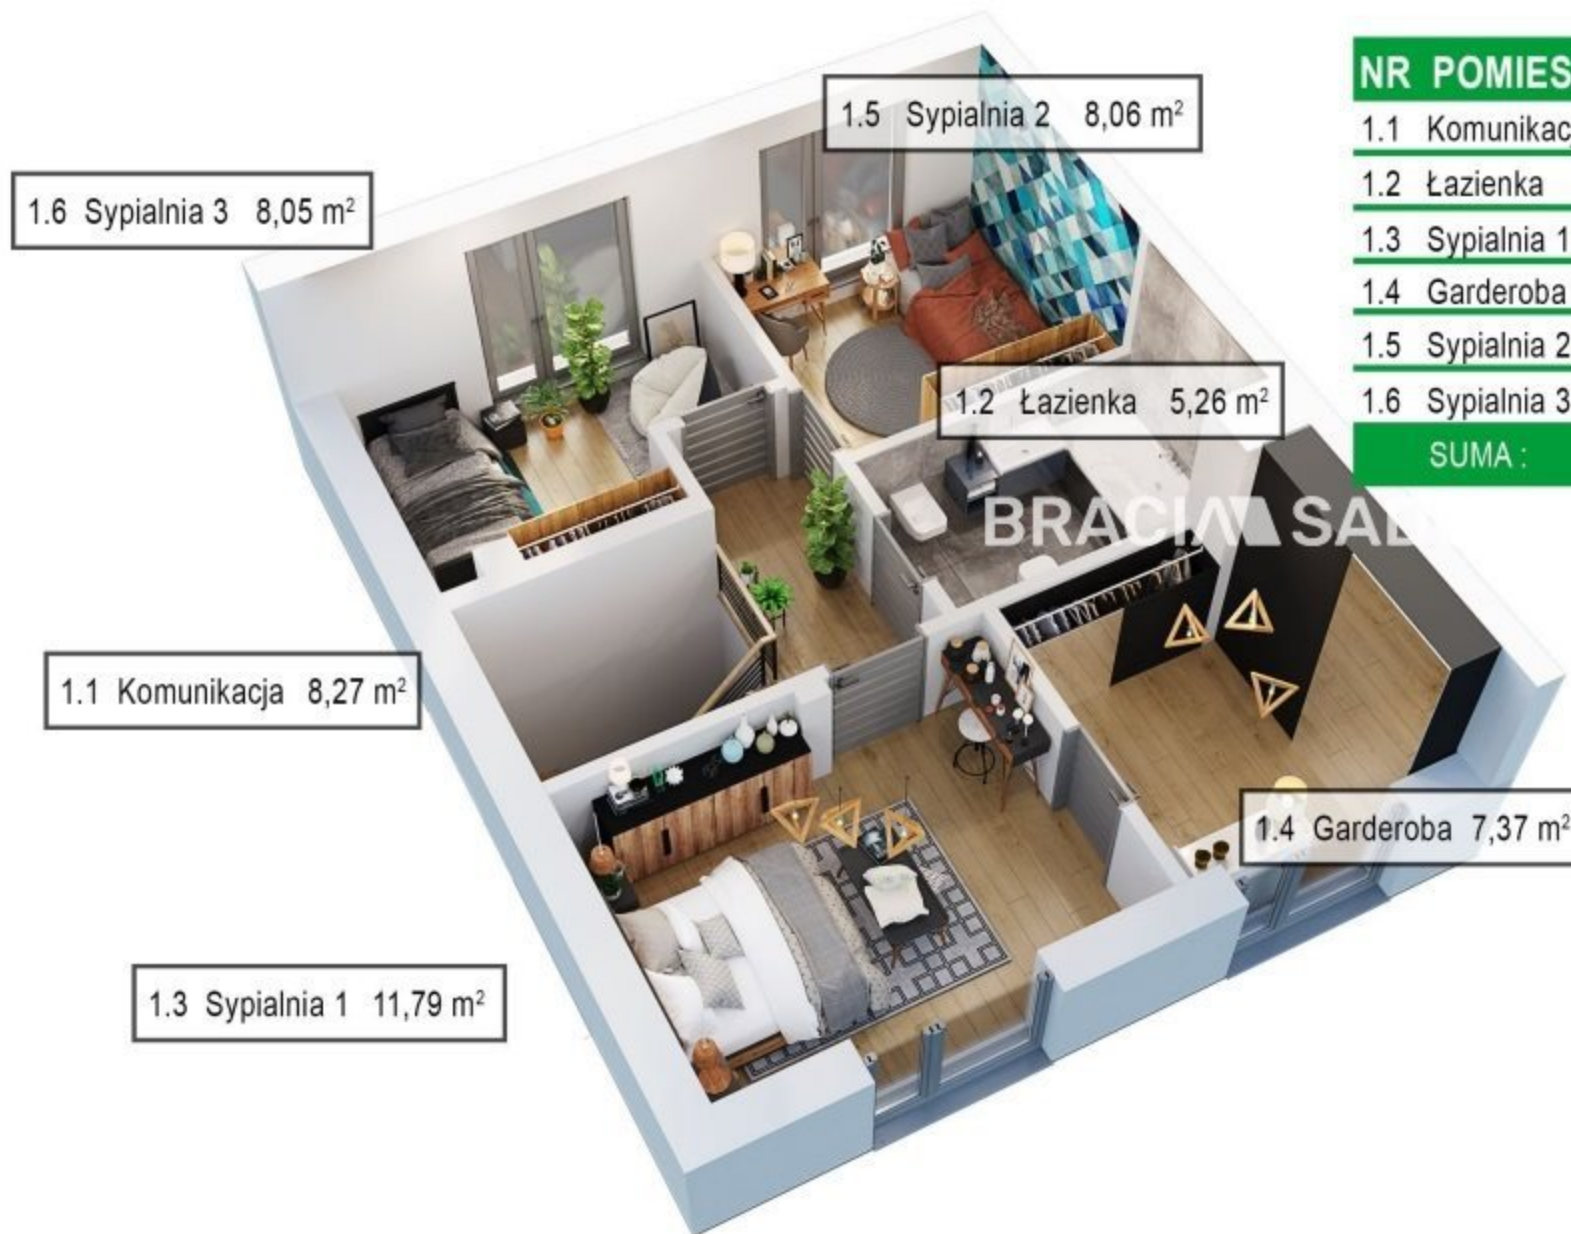 1.5 Sypialnia 2 8,06 m²
1.6 Sypialnia 3 8,05 m²
1.2 Łazienka 5,26 m²
1.1 Komunikacja 8,27 m²
1.4 Garderoba 7,37 m²
1.3 Sypialnia 1 11,79 m²
NR POMIES
1.1 Komunikac
1.2 Łazienka
1.3 Sypialnia 1
1.4 Garderoba
1.5 Sypialnia 2
1.6 Sypialnia 3
SUMA :
BRACIA SAD